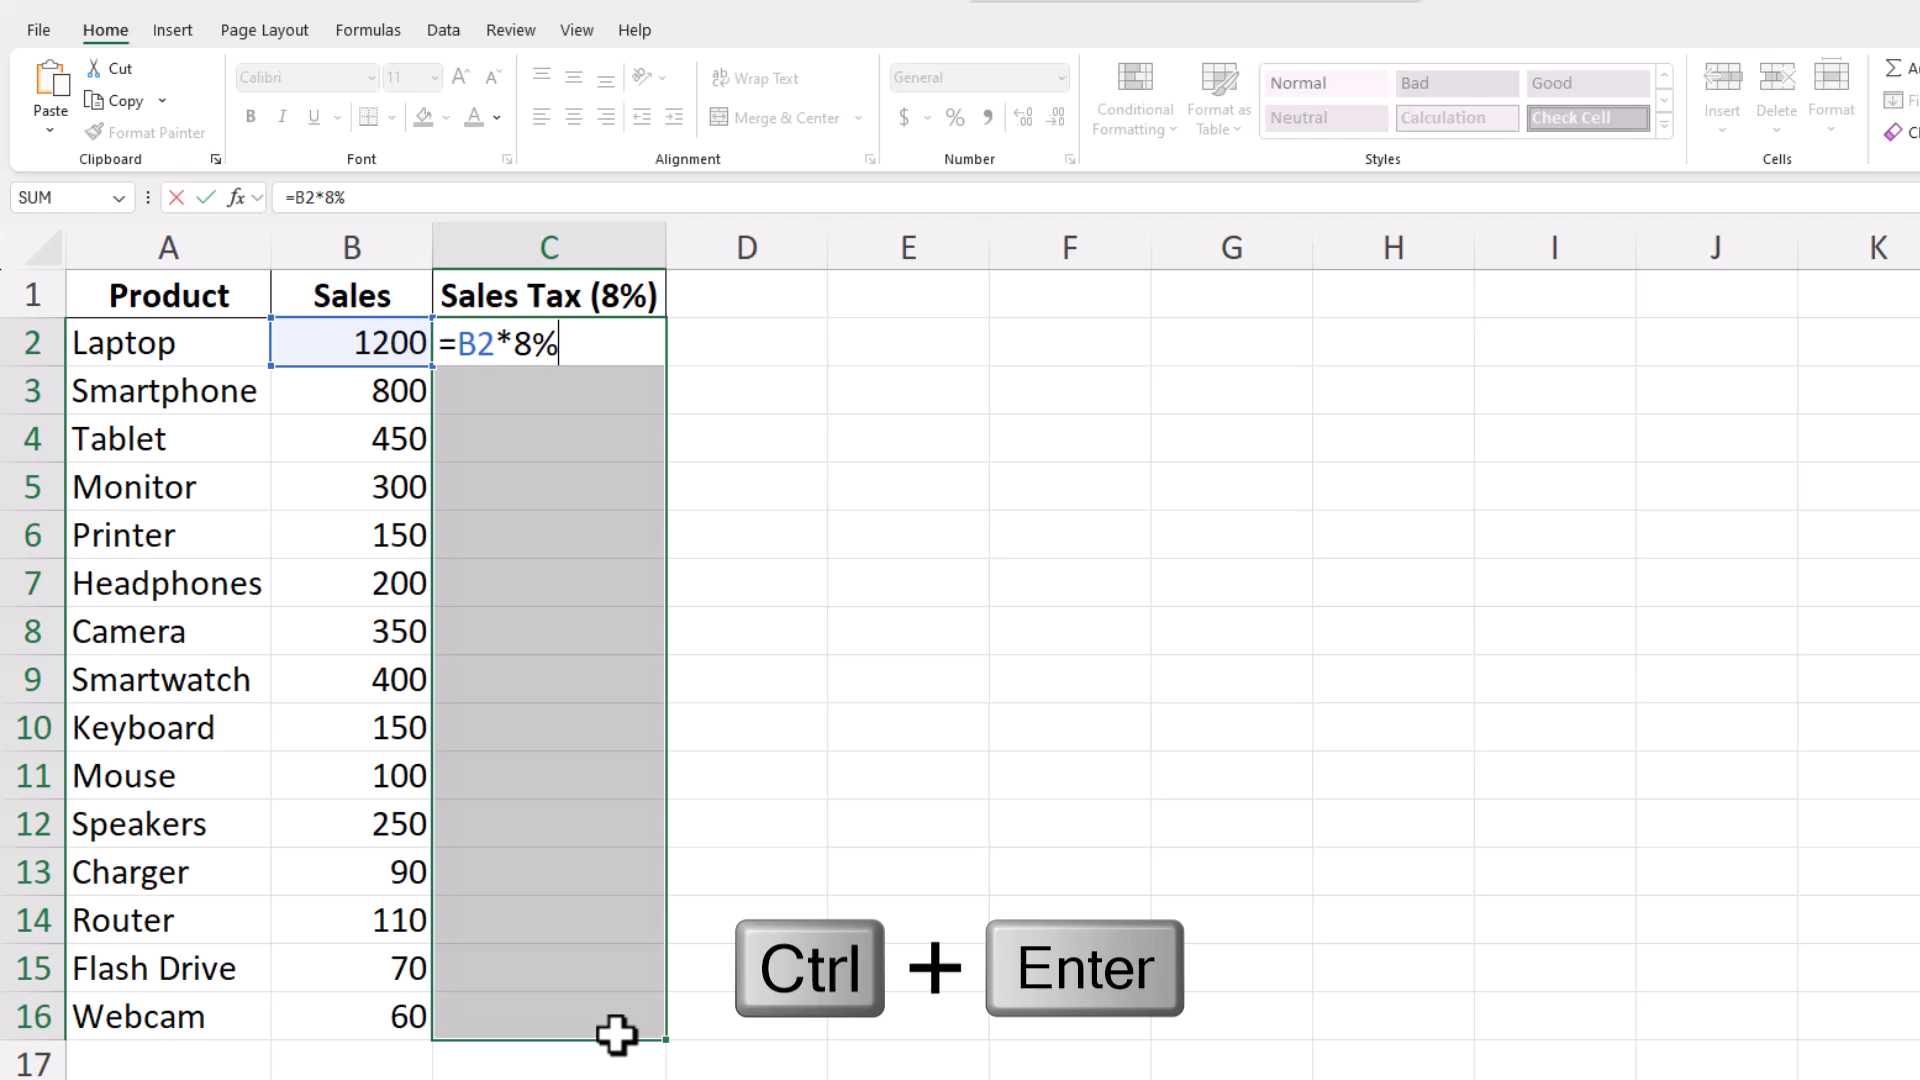 File Home Insert Page Layout Formulas Data Review View Help
Paste
Cut
Copy
Format Painter
Clipboard
Calibri 11
B I U
Font
Wrap Text
Merge & Center
Alignment
General
$ %
Number
Conditional Formatting
Format as Table
Normal Bad Good
Neutral Calculation Check Cell
Styles
Insert Delete Format
Cells
SUM fx =B2*8%
A B C D E F G H I J K
1 Product Sales Sales Tax (8%)
2 Laptop 1200 =B2*8%
3 Smartphone 800
4 Tablet 450
5 Monitor 300
6 Printer 150
7 Headphones 200
8 Camera 350
9 Smartwatch 400
10 Keyboard 150
11 Mouse 100
12 Speakers 250
13 Charger 90
14 Router 110
15 Flash Drive 70
16 Webcam 60
17
Ctrl + Enter